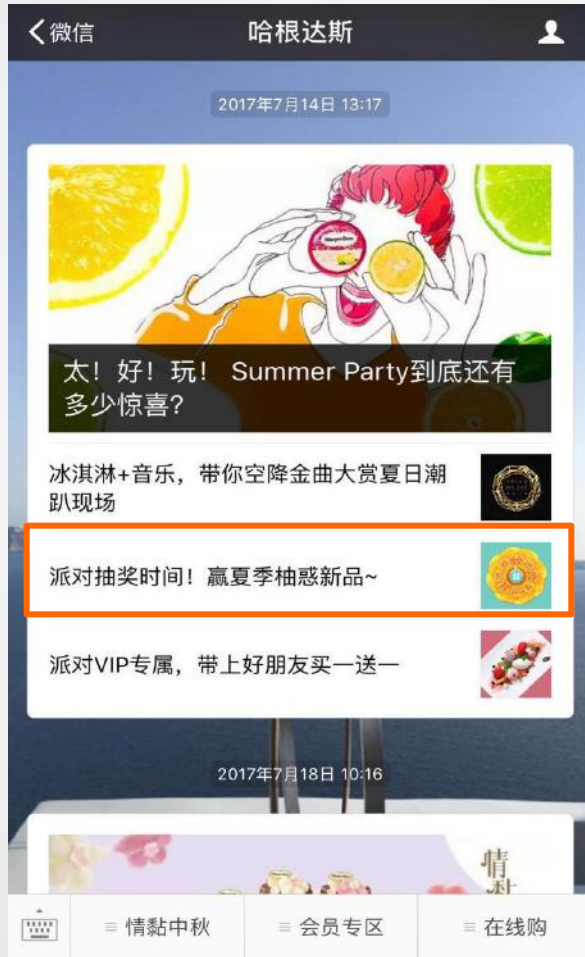 微信
哈根达斯
2017年7月14日 13:17
太！好！玩！ Summer Party到底还有
多少惊喜？
冰淇淋+音乐，带你空降金曲大赏夏日潮
趴现场
派对抽奖时间！赢夏季柚惑新品~
派对VIP专属，带上好朋友买一送一
2017年7月18日 10:16
情黏
情黏中秋
会员专区
在线购